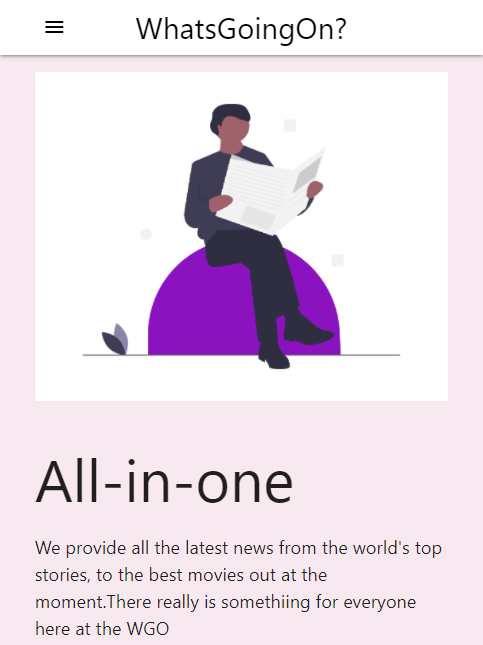 WhatsGoingOn?
All-in-one
We provide all the latest news from the world's top
stories, to the best movies out at the
moment.There really is somethiing for everyone
here at the WGO